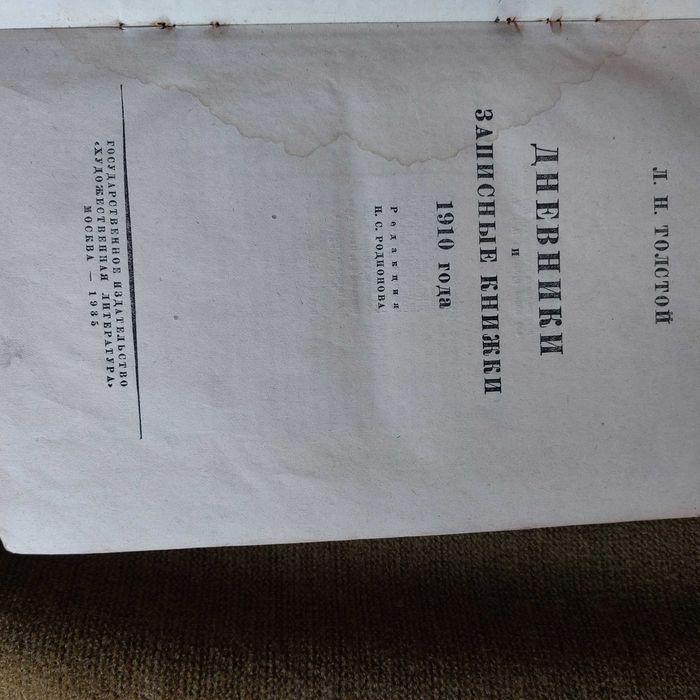 Л. Н. ТОЛСТОЙ
ДНЕВНИКИ
И
ЗАПИСНЫЕ КНИЖКИ
1910 года
Редакция
Н. С. РОДИОНОВА
ГОСУДАРСТВЕННОЕ ИЗДАТЕЛЬСТВО
«ХУДОЖЕСТВЕННАЯ ЛИТЕРАТУРА»
МОСКВА — 1935